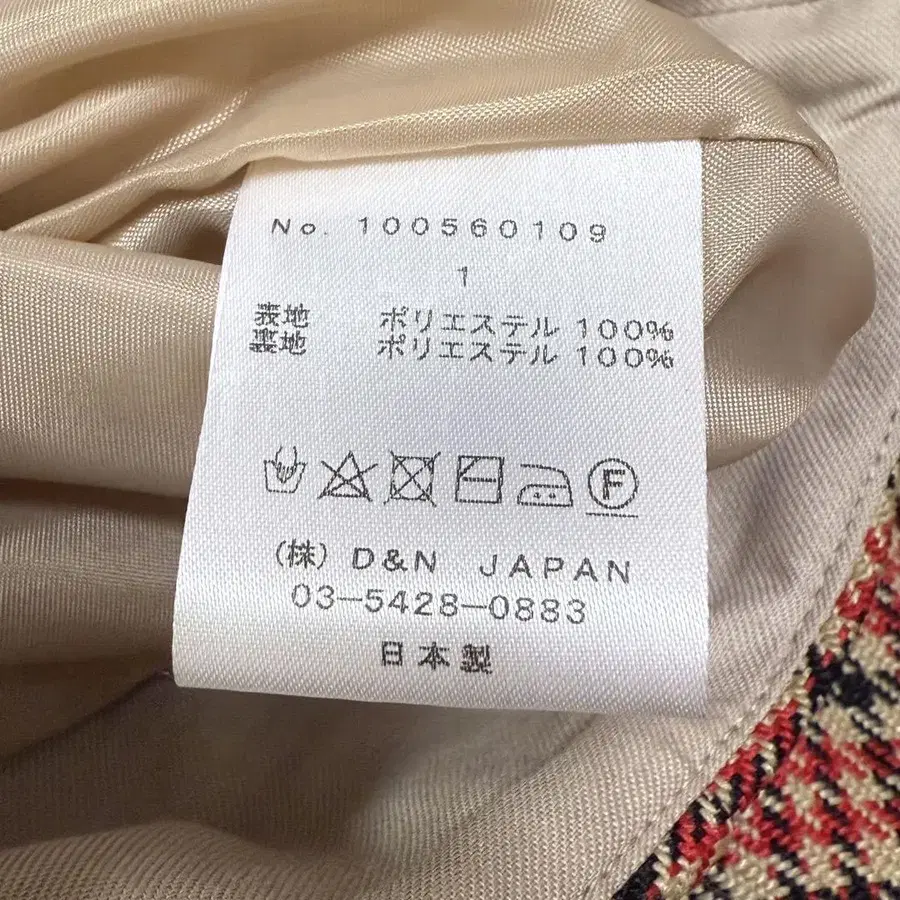 No. 100560109
1
表地 ポリエステル 100%
裏地 ポリエステル 100%
F
(株) D&N JAPAN
03-5428-0883
日本製